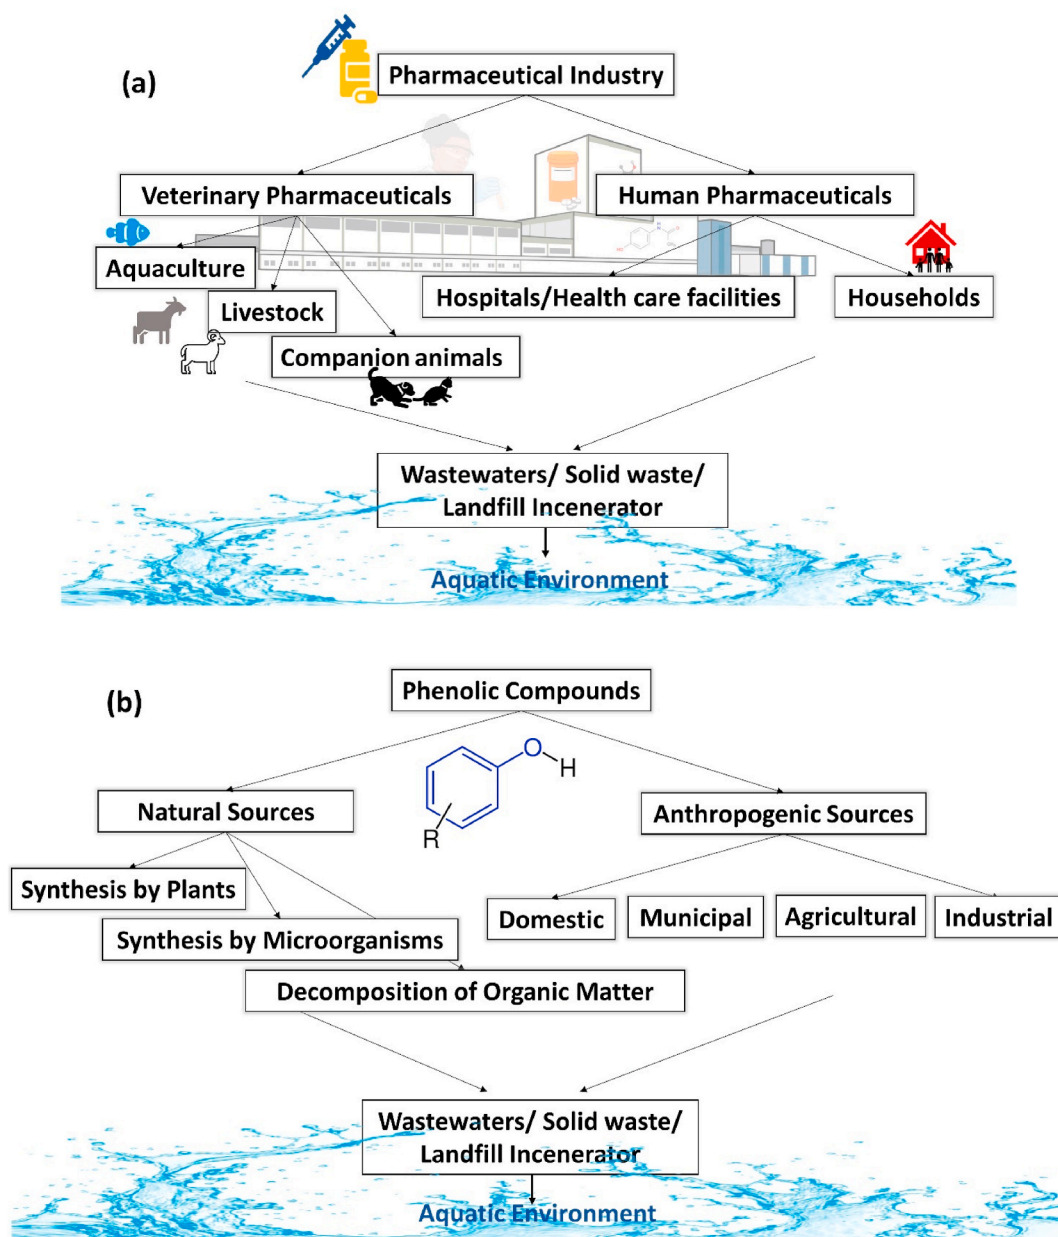 (a)
Pharmaceutical Industry
Veterinary Pharmaceuticals
Human Pharmaceuticals
Aquaculture
Livestock
Companion animals
Hospitals/Health care facilities
Households
Wastewaters/ Solid waste/
Landfill Incenerator
Aquatic Environment
(b)
Phenolic Compounds
O
H
R
Natural Sources
Anthropogenic Sources
Synthesis by Plants
Synthesis by Microorganisms
Decomposition of Organic Matter
Domestic
Municipal
Agricultural
Industrial
Wastewaters/ Solid waste/
Landfill Incenerator
Aquatic Environment